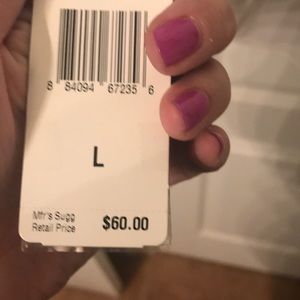 8 84094 67235 6
L
Mfr's Sugg
Retail Price $60.00